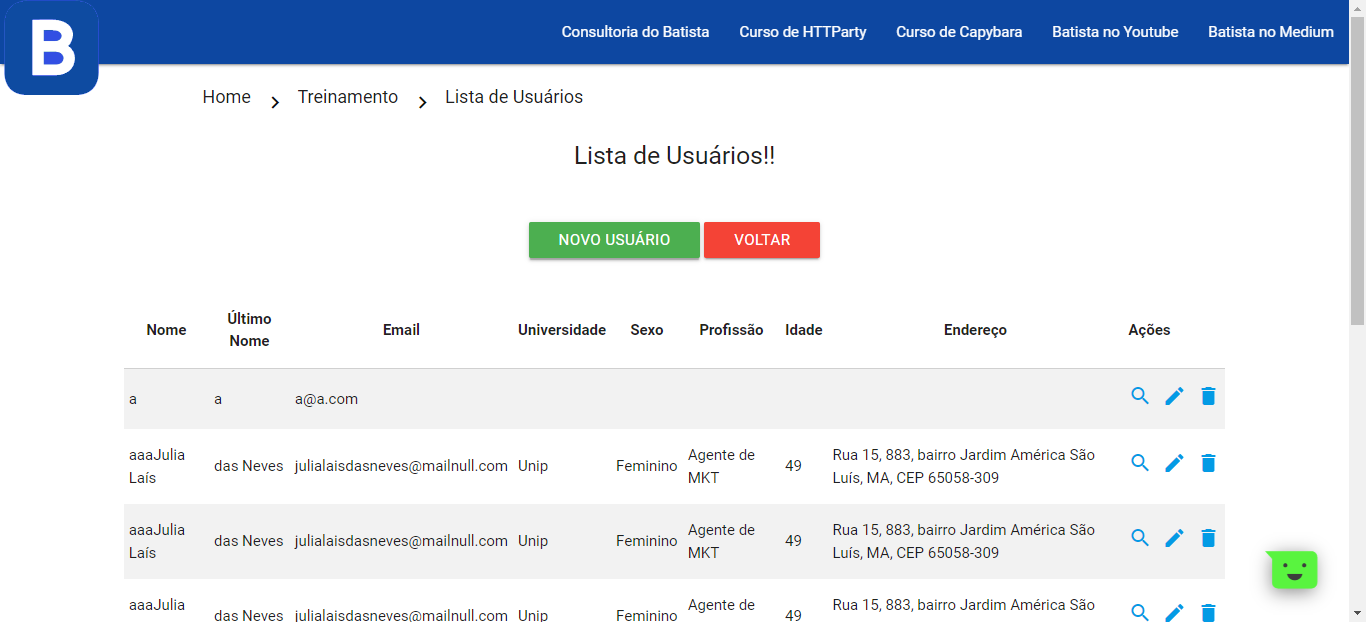 B
Consultoria do Batista Curso de HTTParty Curso de Capybara Batista no Youtube Batista no Medium
Home Treinamento Lista de Usuários
Lista de Usuários!!
NOVO USUÁRIO VOLTAR
Nome Último Nome Email Universidade Sexo Profissão Idade Endereço Ações
a a a@a.com
aaaJulia Agente de Rua 15, 883, bairro Jardim América São
das Neves julialaisdasneves@mailnull.com Unip Feminino 49
Laís MKT Luís, MA, CEP 65058-309
aaaJulia Agente de Rua 15, 883, bairro Jardim América São
das Neves julialaisdasneves@mailnull.com Unip Feminino 49
Laís MKT Luís, MA, CEP 65058-309
aaaJulia Agente de Rua 15, 883, bairro Jardim América São
das Neves julialaisdasneves@mailnull.com Unip Feminino 49